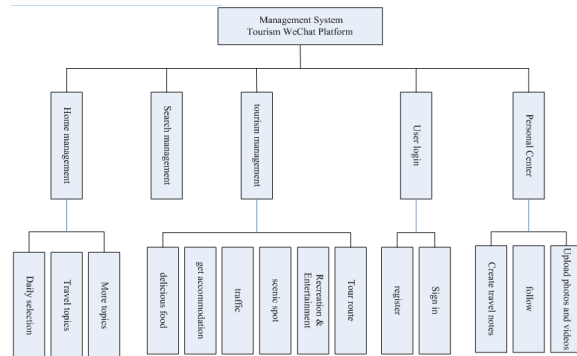 Management System
Tourism WeChat Platform
Home management
Search management
tourism management
User login
Personal Center
Daily selection
Travel topics
More topics
delicious food
get accommodation
traffic
scenic spot
Recreation &
Entertainment
Tour route
register
Sign in
Create travel notes
follow
Upload photos and videos